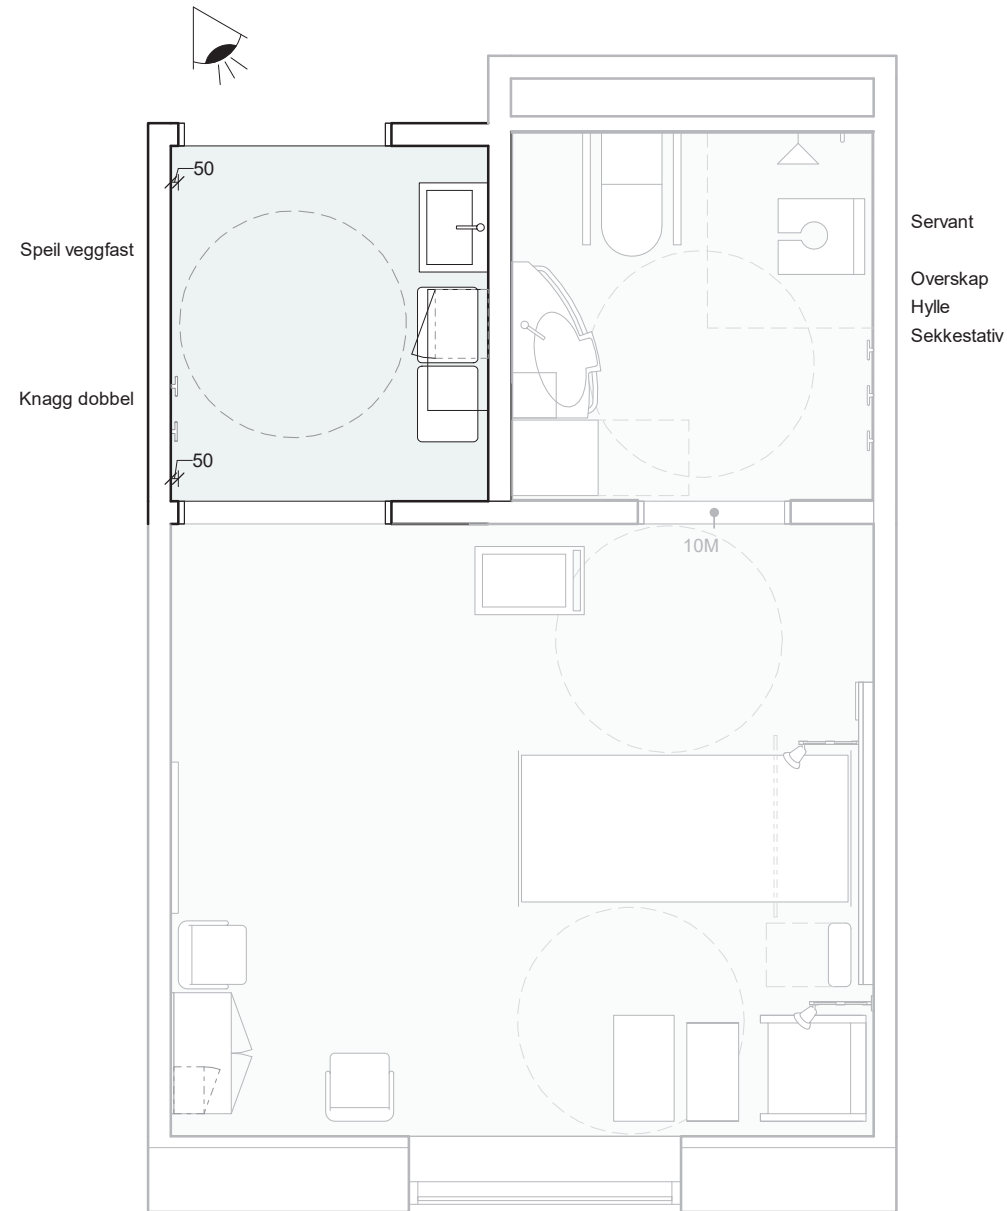 50
Speil veggfast
Servant
Overskap
Hylle
Sekkestativ
Knagg dobbel
50
10M